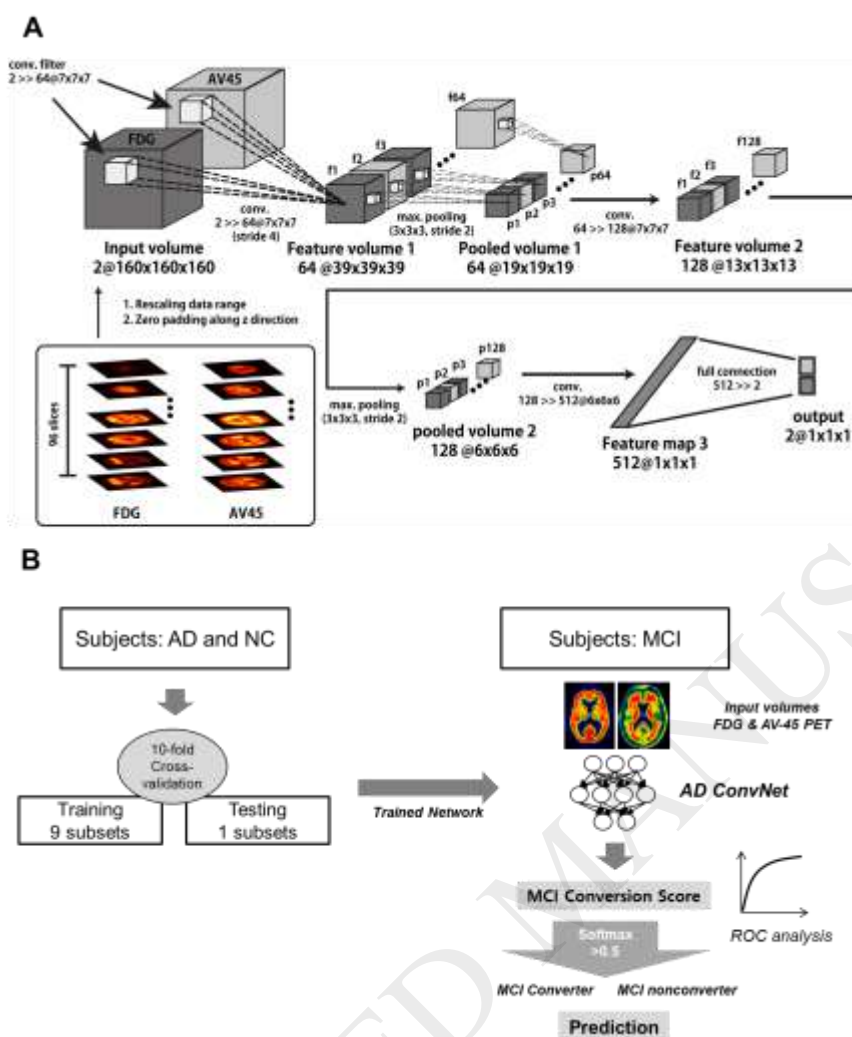 A
conv. filter
2 >> 64@7x7x7
AV45
FDG
f1
f2
f3
f64
conv.
2 >> 64@7x7x7
(stride 4)
max. pooling
(3x3x3, stride 2)
p1
p2
p3
p64
conv.
64 >> 128@7x7x7
f1
f2
f3
f128
Input volume
2@160x160x160
Feature volume 1
64 @39x39x39
Pooled volume 1
64 @19x19x19
Feature volume 2
128 @13x13x13
1. Rescaling data range
2. Zero padding along z direction
96 slices
FDG
AV45
max. pooling
(3x3x3, stride 2)
p1
p2
p3
p128
pooled volume 2
128 @6x6x6
conv.
128 >> 512@6x6x6
Feature map 3
512@1x1x1
full connection
512 >> 2
output
2@1x1x1
B
Subjects: AD and NC
10-fold
Cross-
validation
Training
9 subsets
Testing
1 subsets
Trained Network
Subjects: MCI
Input volumes
FDG & AV-45 PET
AD ConvNet
MCI Conversion Score
ROC analysis
Softmax
>0.5
MCI Converter
MCI nonconverter
Prediction